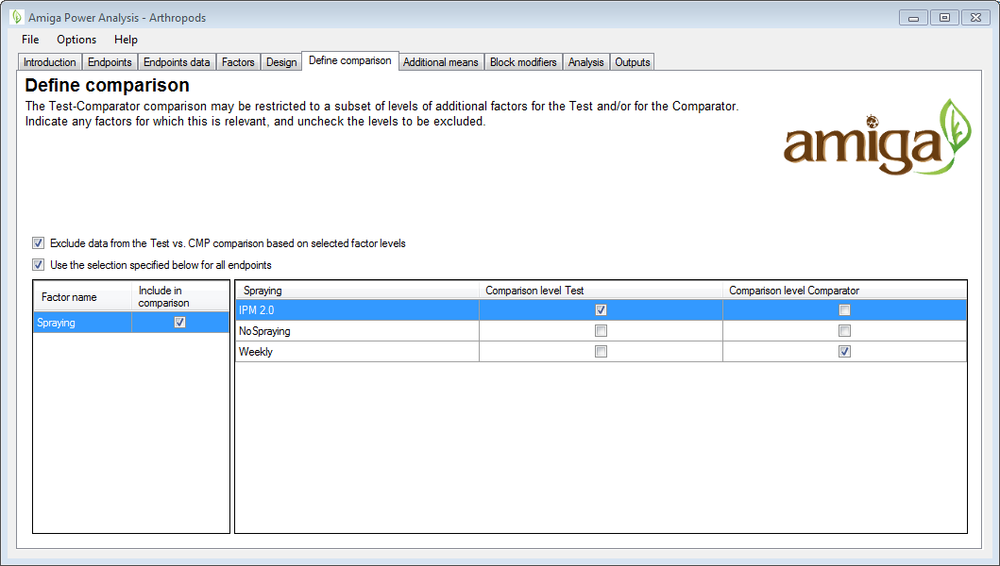 Amiga Power Analysis - Arthropods
File Options Help
Introduction Endpoints Endpoints data Factors Design Define comparison Additional means Block modifiers Analysis Outputs
Define comparison
The Test-Comparator comparison may be restricted to a subset of levels of additional factors for the Test and/or for the Comparator.
Indicate any factors for which this is relevant, and uncheck the levels to be excluded.
amiga
Exclude data from the Test vs. CMP comparison based on selected factor levels
Use the selection specified below for all endpoints
Factor name
Include in
comparison
Spraying
Spraying Comparison level Test Comparison level Comparator
IPM 2.0
NoSpraying
Weekly